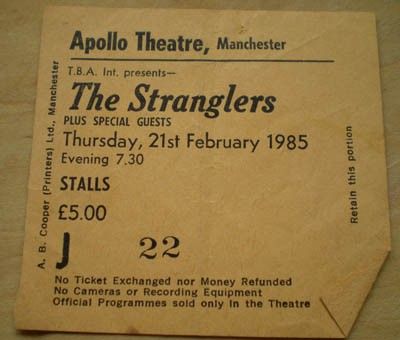 Apollo Theatre, Manchester
T.B.A. Int. presents—
The Stranglers
PLUS SPECIAL GUESTS
Thursday, 21st February 1985
Evening 7.30
STALLS
£5.00
J 22
No Ticket Exchanged nor Money Refunded
No Cameras or Recording Equipment
Official Programmes sold only in the Theatre
A. B. Cooper (Printers) Ltd., Manchester
Retain this portion